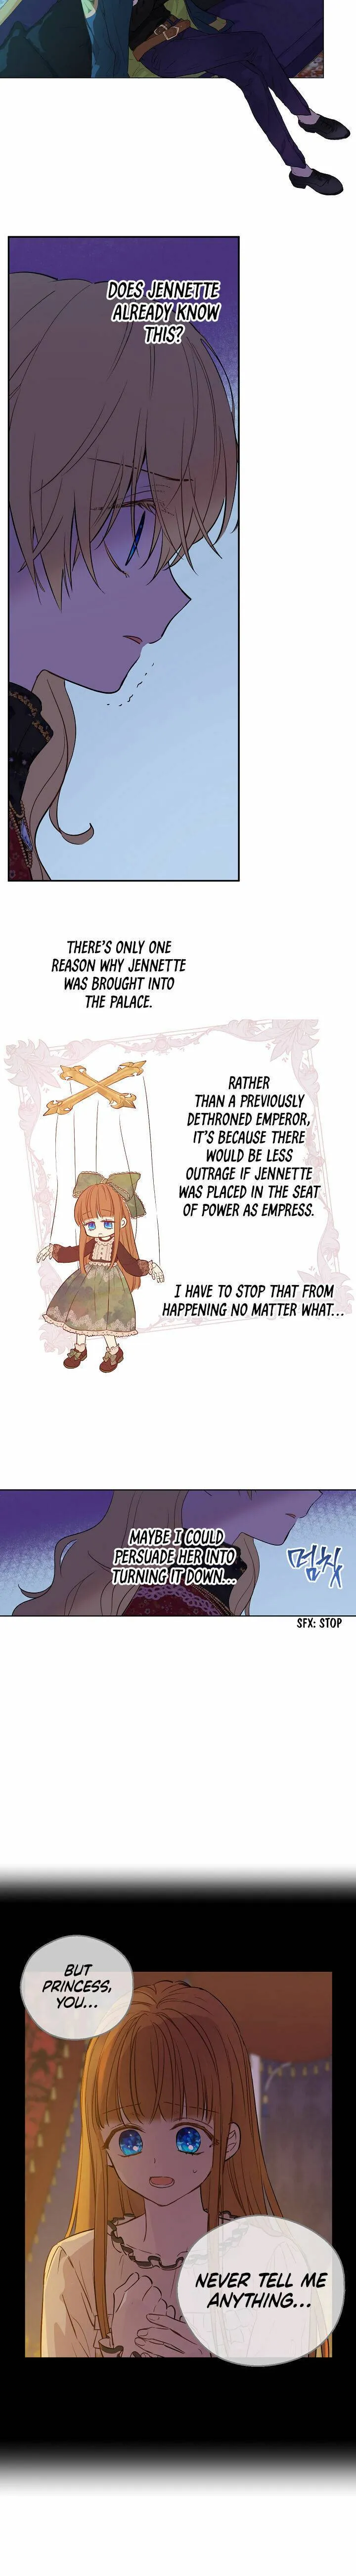 DOES JENNETTE
ALREADY KNOW
THIS?
THERE'S ONLY ONE
REASON WHY JENNETTE
WAS BROUGHT INTO
THE PALACE.
RATHER
THAN A PREVIOUSLY
DETHRONED EMPEROR,
IT'S BECAUSE THERE
WOULD BE LESS
OUTRAGE IF JENNETTE
WAS PLACED IN THE SEAT
OF POWER AS EMPRESS.
I HAVE TO STOP THAT FROM
HAPPENING NO MATTER WHAT...
MAYBE I COULD
PERSUADE HER INTO
TURNING IT DOWN...
멈칫
SFX: STOP
BUT
PRINCESS,
YOU...
NEVER TELL ME
ANYTHING...